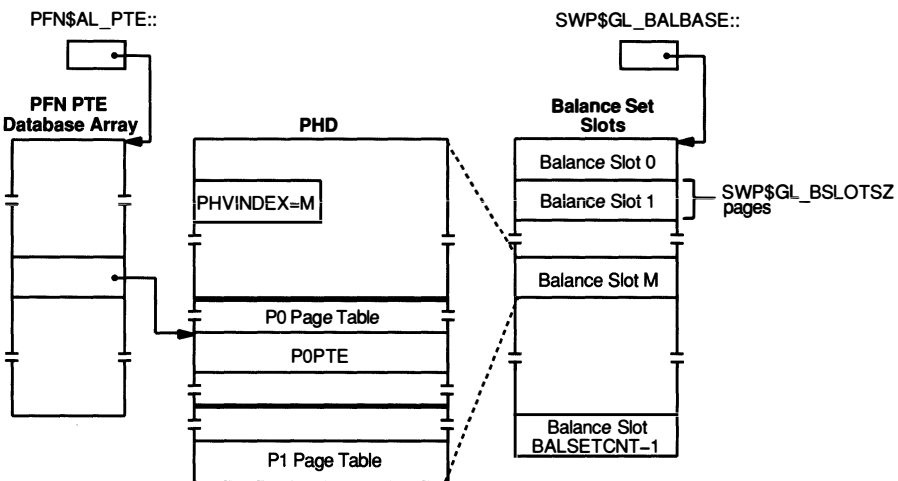 PFN$AL_PTE::
SWP$GL_BALBASE::
PFN PTE
Database Array
PHD
Balance Set
Slots
Balance Slot 0
PHVINDEX=M
Balance Slot 1
SWP$GL_BSLOTSZ
pages
Balance Slot M
P0 Page Table
P0PTE
Balance Slot
BALSETCNT–1
P1 Page Table